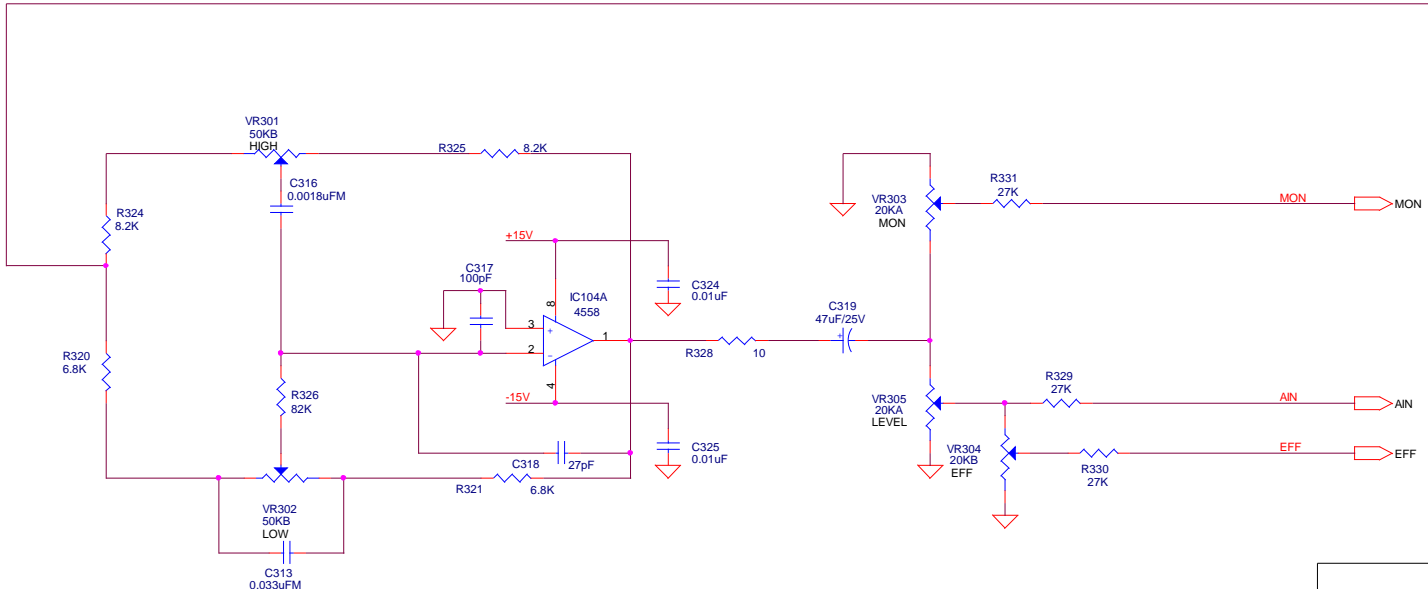 VR301
50KB
HIGH
R325
8.2K
C316
0.0018uFM
R324
8.2K
R331
27K
VR303
20KA
MON
MON
MON
+15V
C317
100pF
8
IC104A
4558
3
+
1
2
-
4
C324
0.01uF
C319
47uF/25V
+
R328
10
R320
6.8K
R326
82K
-15V
R329
27K
VR305
20KA
LEVEL
AIN
AIN
C325
0.01uF
VR304
20KB
EFF
R330
27K
EFF
EFF
C318
27pF
R321
6.8K
VR302
50KB
LOW
C313
0.033uFM